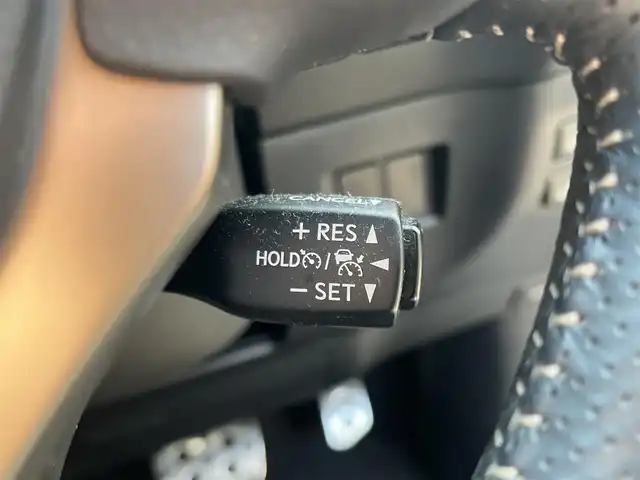 CANCEL
+ RES ▲
HOLD / ◀
− SET ▼